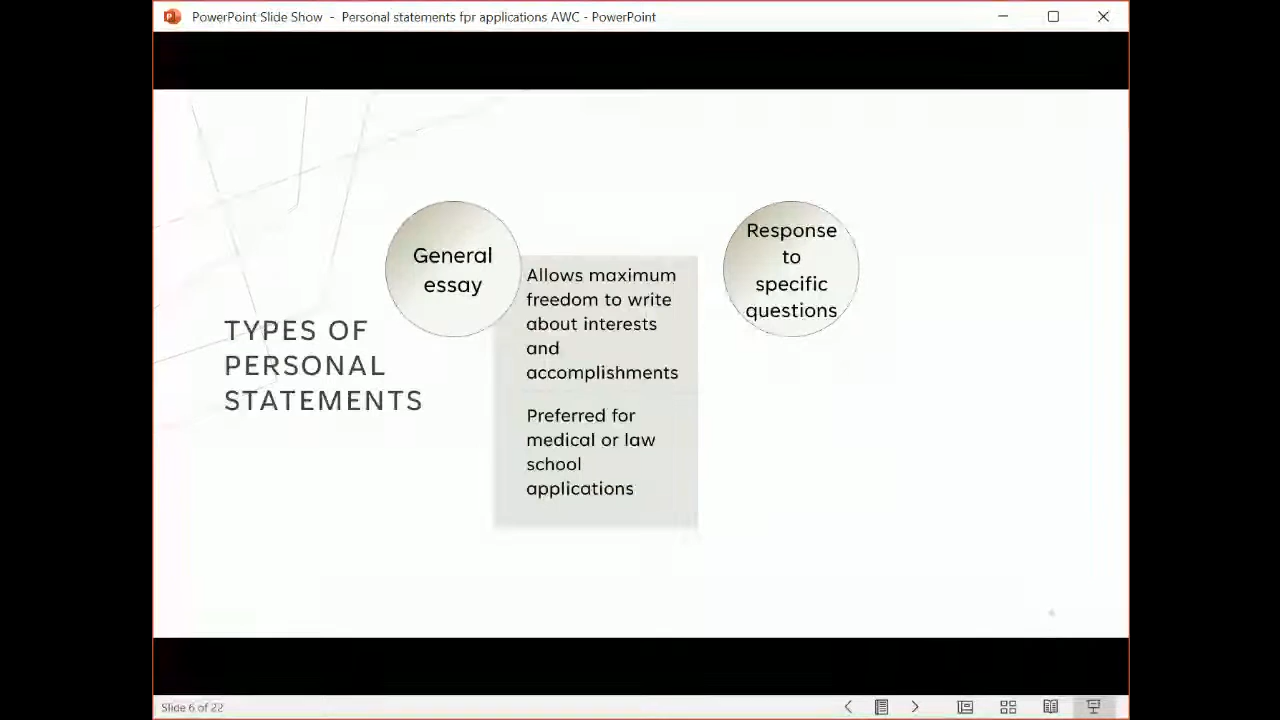 PowerPoint Slide Show - Personal statements fpr applications AWC - PowerPoint
TYPES OF
PERSONAL
STATEMENTS
General
essay
Allows maximum
freedom to write
about interests
and
accomplishments
Preferred for
medical or law
school
applications
Response
to
specific
questions
Slide 6 of 22